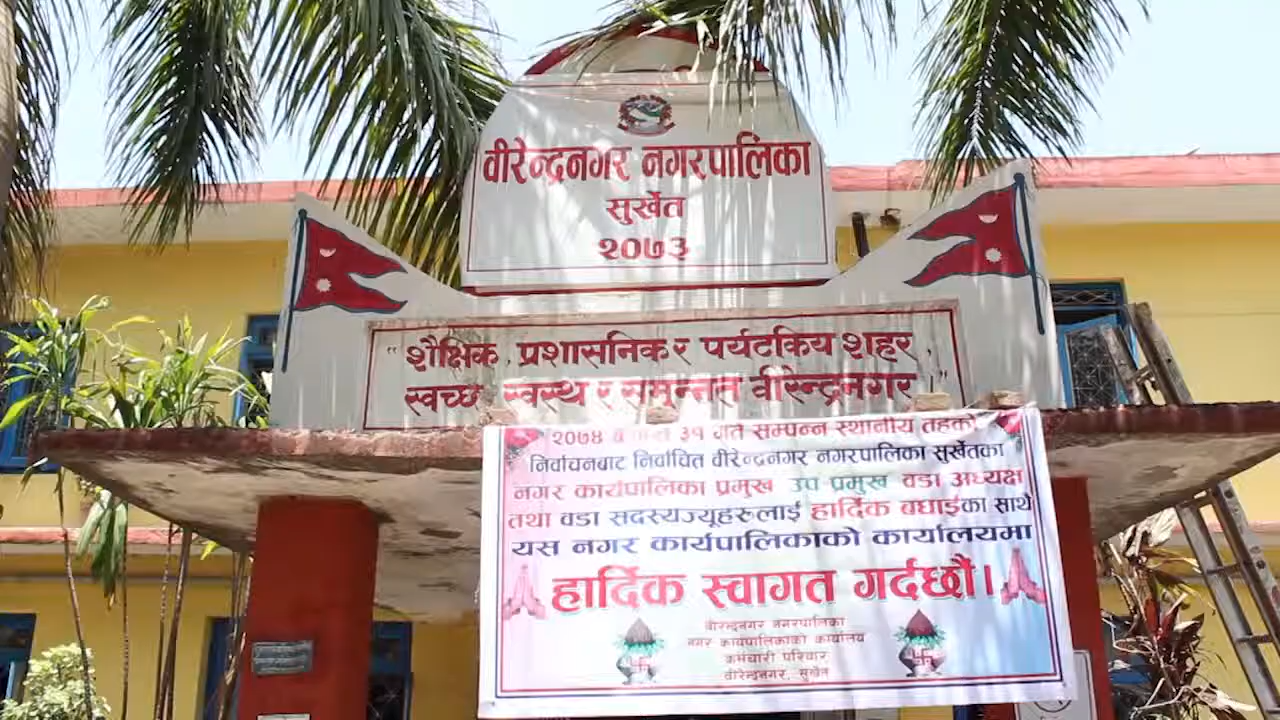 वीरेन्द्रनगर नगरपालिका
सुर्खेत
२०७३
"शैक्षिक, प्रशासनिक र पर्यटकिय शहर
स्वच्छ, स्वस्थ र समुन्नत वीरेन्द्रनगर।"
२०७४ ३१ गते सम्पन्न स्थानीय तहको
निर्वाचनबाट निर्वाचित वीरेन्द्रनगर नगरपालिका सुर्खेतका
नगर कार्यपालिका प्रमुख उप प्रमुख वडा अध्यक्ष
तथा वडा सदस्यज्यूहरुलाई हार्दिक बधाईका साथै
यस नगर कार्यपालिकाको कार्यालयमा
हार्दिक स्वागत गर्दछौं।
वीरेन्द्रनगर नगरपालिका
नगर कार्यपालिकाको कार्यालय
कर्मचारी परिवार
वीरेन्द्रनगर, सुर्खेत